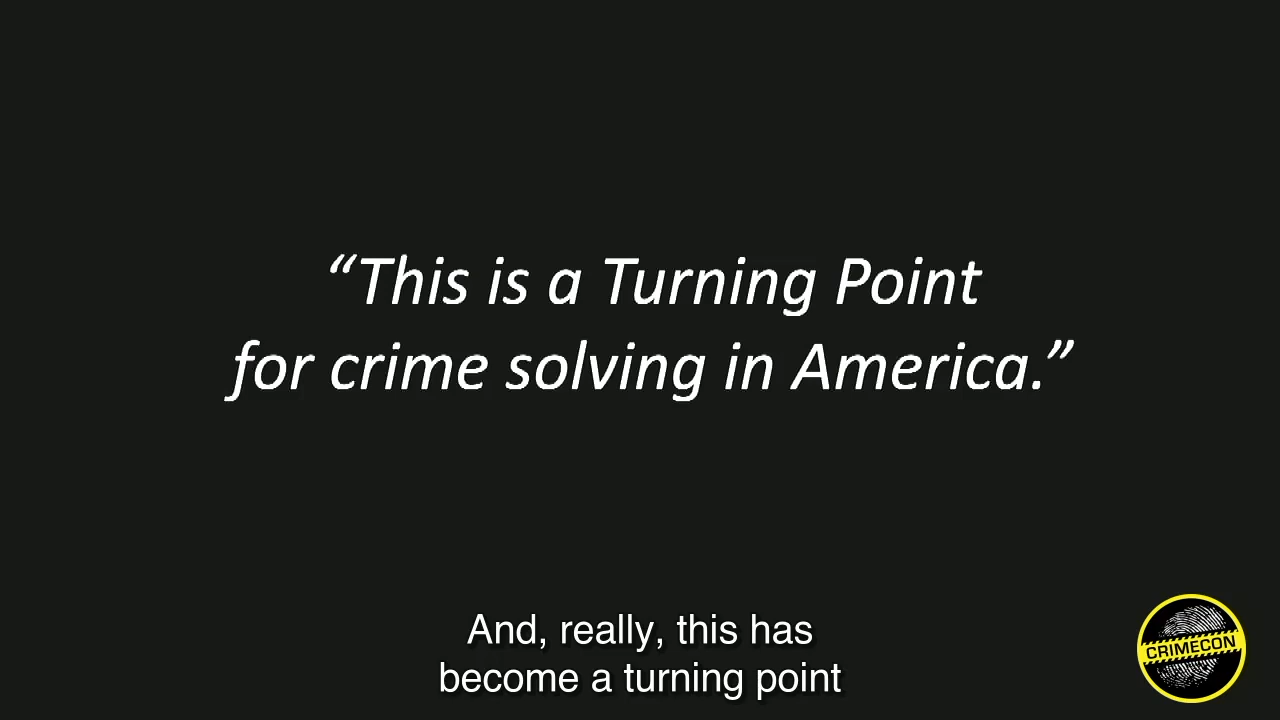 “This is a Turning Point
for crime solving in America.”
And, really, this has
become a turning point
CRIMECON